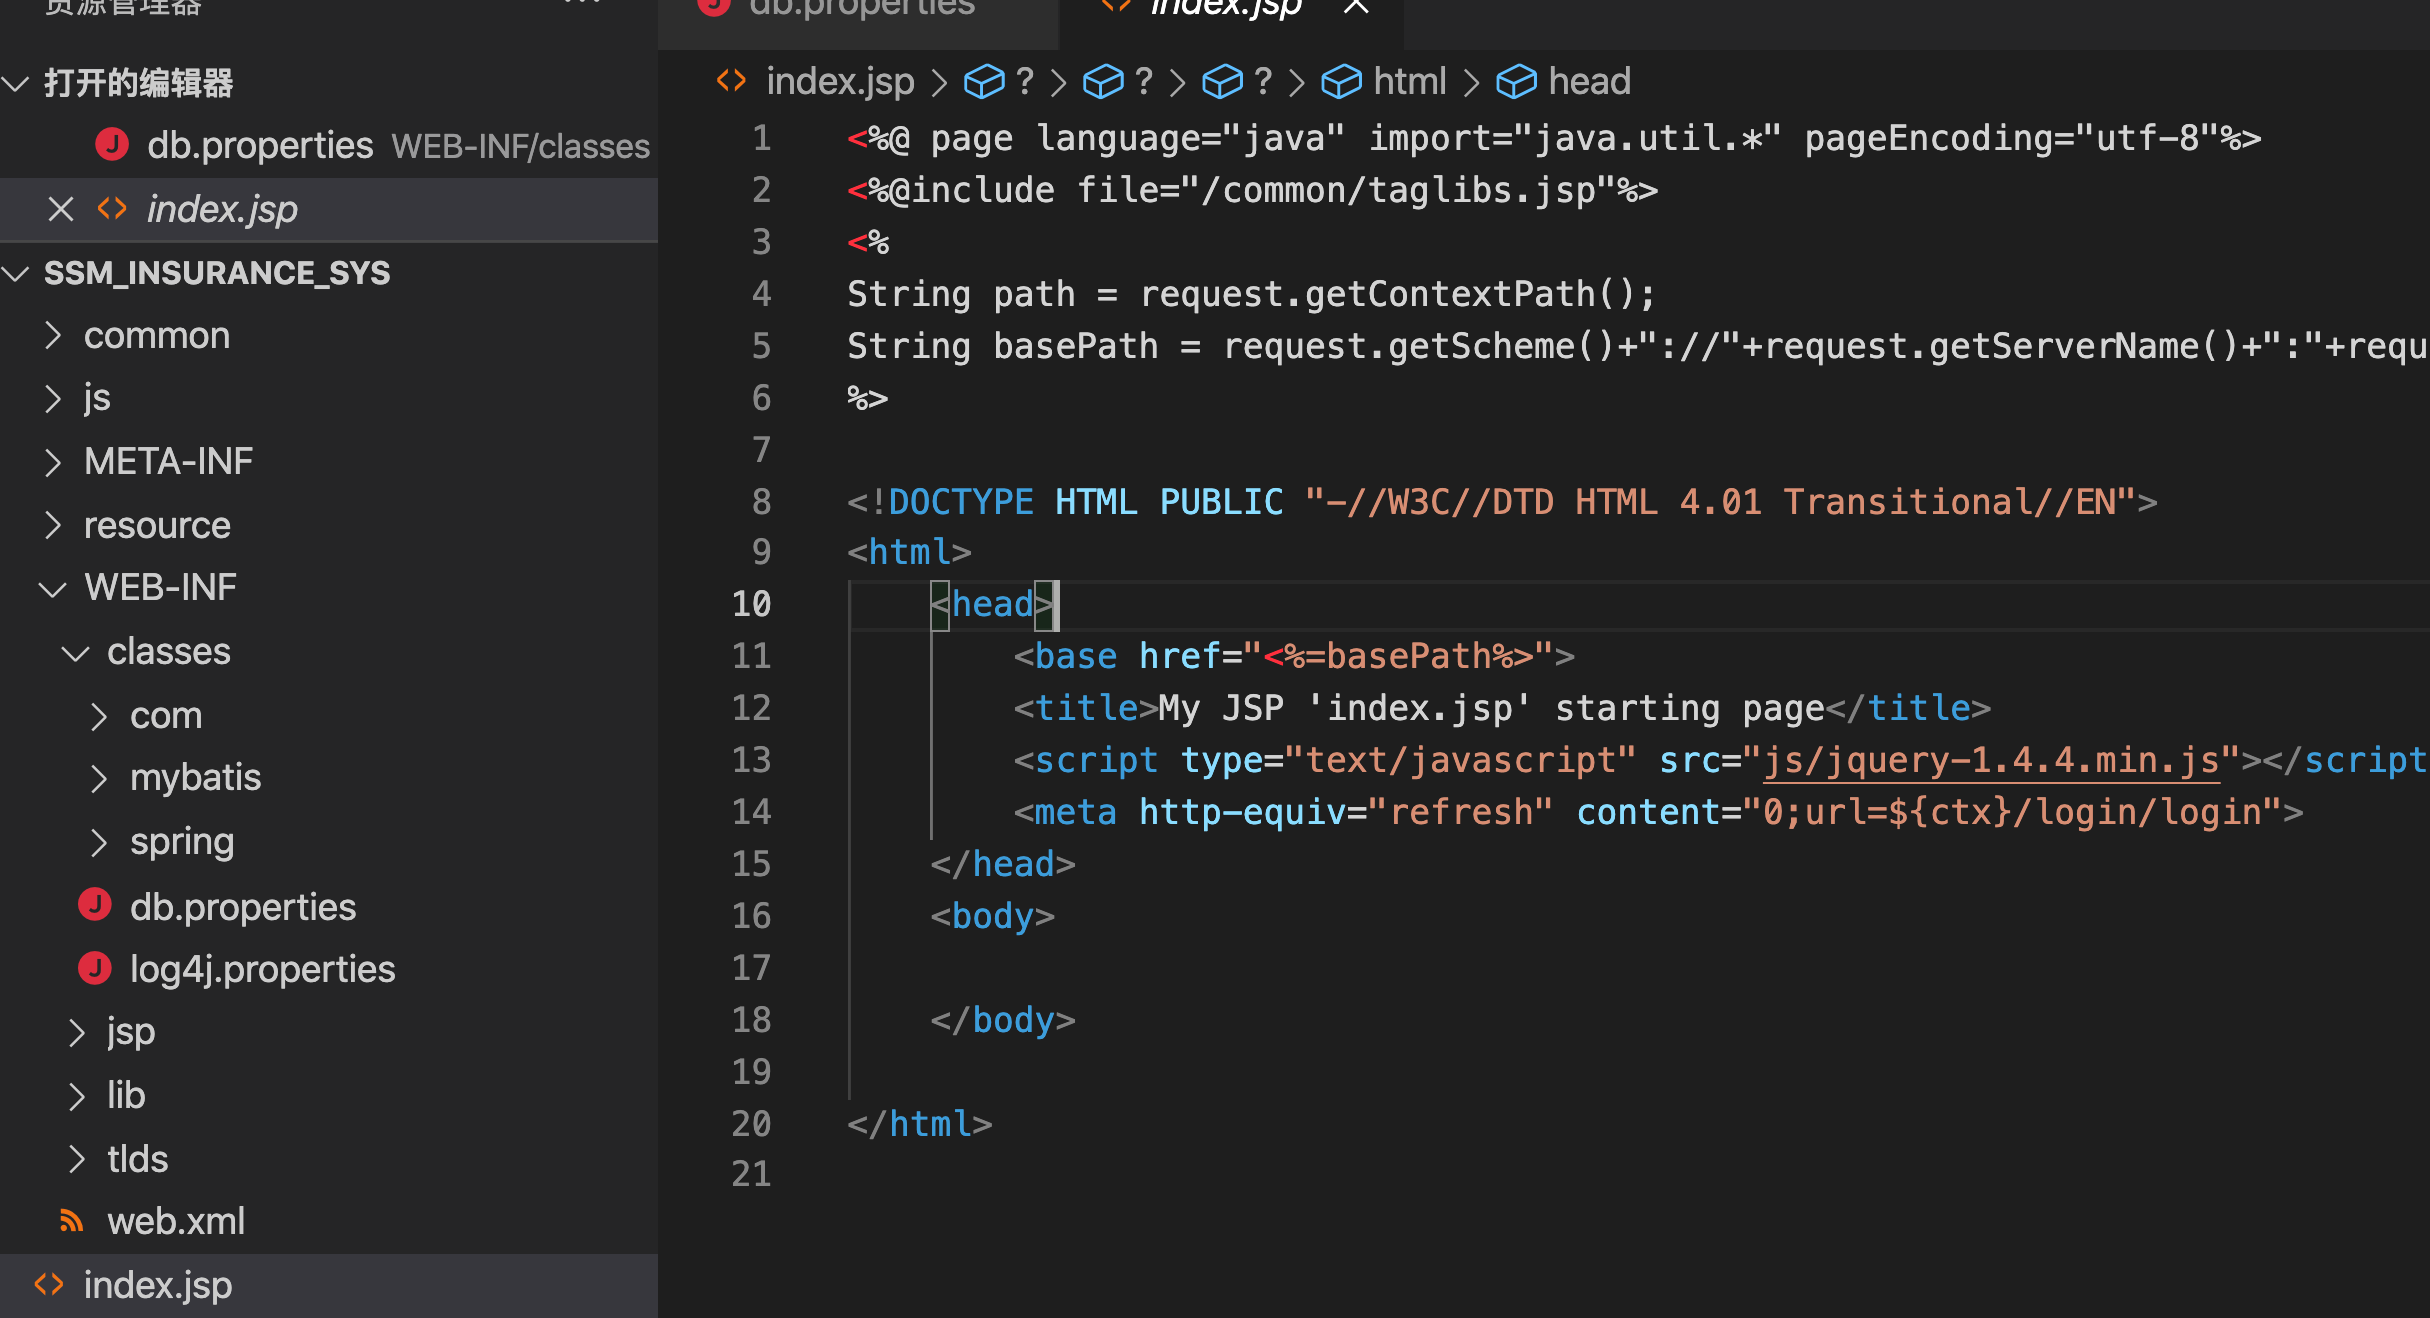 资源管理器 ...
打开的编辑器
db.properties WEB-INF/classes
index.jsp
SSM_INSURANCE_SYS
common
js
META-INF
resource
WEB-INF
classes
com
mybatis
spring
db.properties
log4j.properties
jsp
lib
tlds
web.xml
index.jsp
db.properties
index.jsp
index.jsp > ? > ? > ? > html > head
1 <%@ page language="java" import="java.util.*" pageEncoding="utf-8"%>
2 <%@include file="/common/taglibs.jsp"%>
3 <%
4 String path = request.getContextPath();
5 String basePath = request.getScheme()+"://"+request.getServerName()+":"+requ
6 %>
7
8 <!DOCTYPE HTML PUBLIC "-//W3C//DTD HTML 4.01 Transitional//EN">
9 <html>
10 <head>
11 <base href="<%=basePath%>">
12 <title>My JSP 'index.jsp' starting page</title>
13 <script type="text/javascript" src="js/jquery-1.4.4.min.js"></script
14 <meta http-equiv="refresh" content="0;url=${ctx}/login/login">
15 </head>
16 <body>
17
18 </body>
19
20 </html>
21